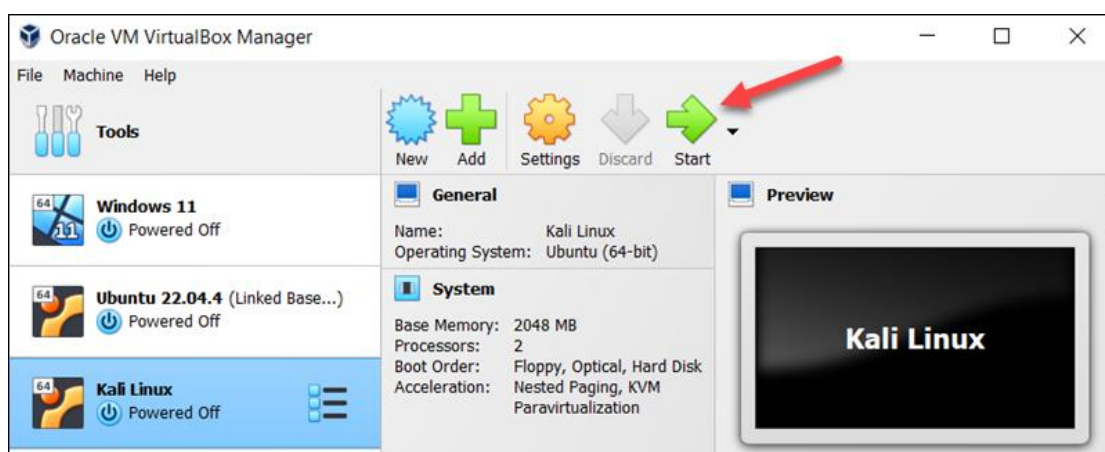 Oracle VM VirtualBox Manager
File Machine Help
Tools
New Add Settings Discard Start
64
11
Windows 11
Powered Off
64
Ubuntu 22.04.4 (Linked Base...)
Powered Off
64
Kali Linux
Powered Off
General
Name: Kali Linux
Operating System: Ubuntu (64-bit)
System
Base Memory: 2048 MB
Processors: 2
Boot Order: Floppy, Optical, Hard Disk
Acceleration: Nested Paging, KVM
Paravirtualization
Preview
Kali Linux